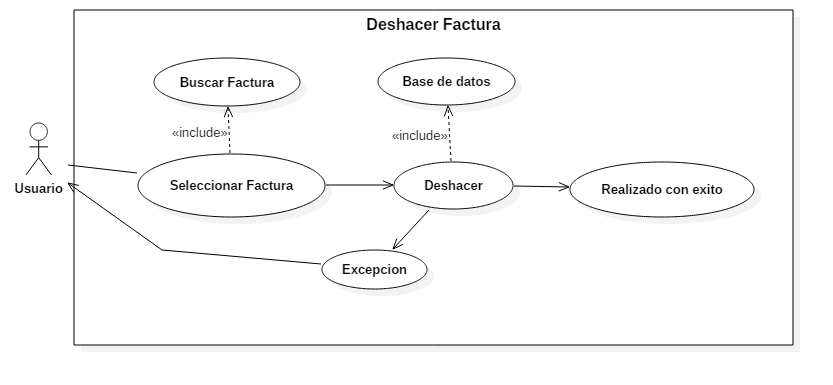 Deshacer Factura
Buscar Factura
Base de datos
«include»
«include»
Usuario
Seleccionar Factura
Deshacer
Realizado con exito
Excepcion